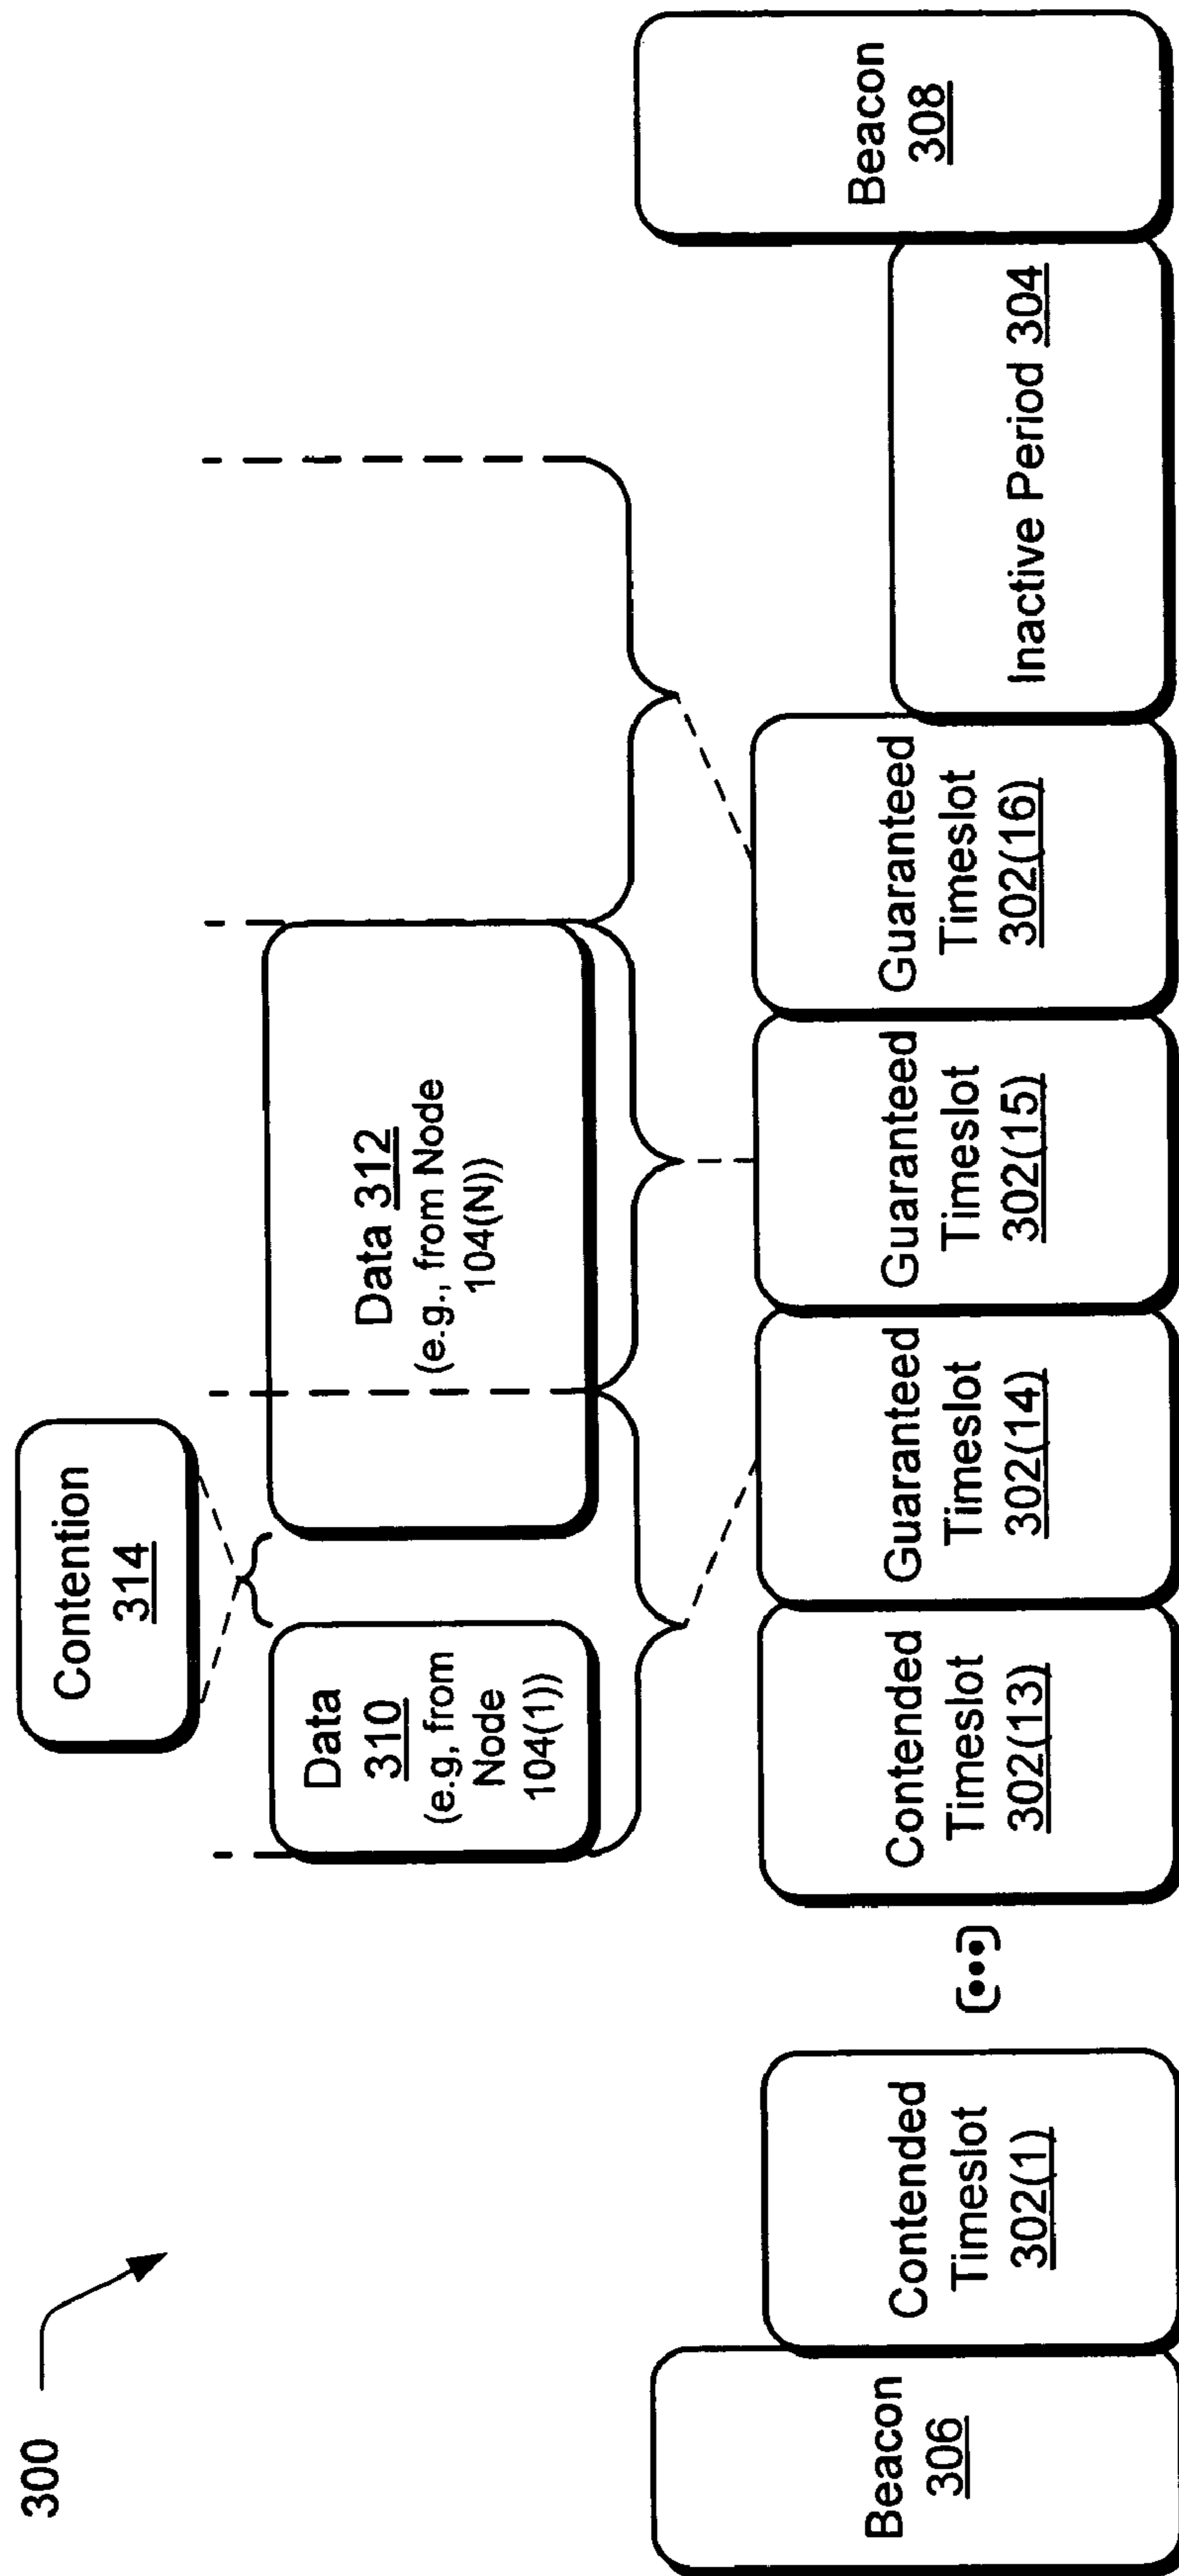 300
Contention
314
Data
310
(e.g, from
Node
104(1))
Data 312
(e.g., from Node
104(N))
Beacon
306
Contended
Timeslot
302(1)
(•••)
Contended
Timeslot
302(13)
Guaranteed
Timeslot
302(14)
Guaranteed
Timeslot
302(15)
Guaranteed
Timeslot
302(16)
Inactive Period 304
Beacon
308